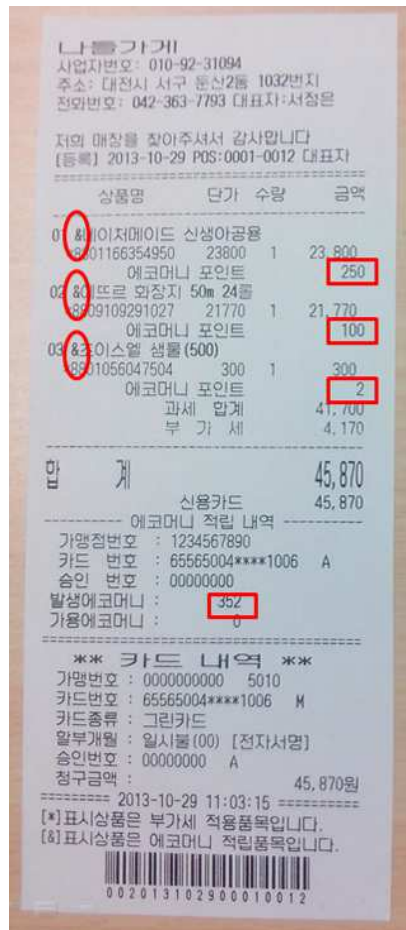 나들가게
사업자번호: 010-92-31094
주소: 대전시 서구 둔산2동 1032번지
전화번호: 042-363-7793 대표자:서정은
저희 매장을 찾아주셔서 감사합니다
[등록] 2013-10-29 POS:0001-0012 대표자
상품명 단가 수량 금액
01 &네이처메이드 신생아공용
*8801166354950 23800 1 23,800
에코머니 포인트 250
02 &이뜨르 화장지 50m 24롤
*8809109291027 21770 1 21,770
에코머니 포인트 100
03 &조이스엘 샘물(500)
*8801056047504 300 1 300
에코머니 포인트 2
과세 합계 41,700
부 가 세 4,170
합 계 45,870
신용카드 45,870
---------- 에코머니 적립 내역 ----------
가맹점번호 : 1234567890
카드 번호 : 65565004****1006 A
승인 번호 : 00000000
발생에코머니 : 352
가용에코머니 : 0
** 카드 내역 **
가맹번호 : 0000000000 5010
카드번호 : 65565004****1006 M
카드종류 : 그린카드
할부개월 : 일시불(00) [전자서명]
승인번호 : 00000000 A
청구금액 : 45,870원
========= 2013-10-29 11:03:15 ==========
[*]표시상품은 부가세 적용품목입니다.
[&]표시상품은 에코머니 적립품목입니다.
0020131029000010012